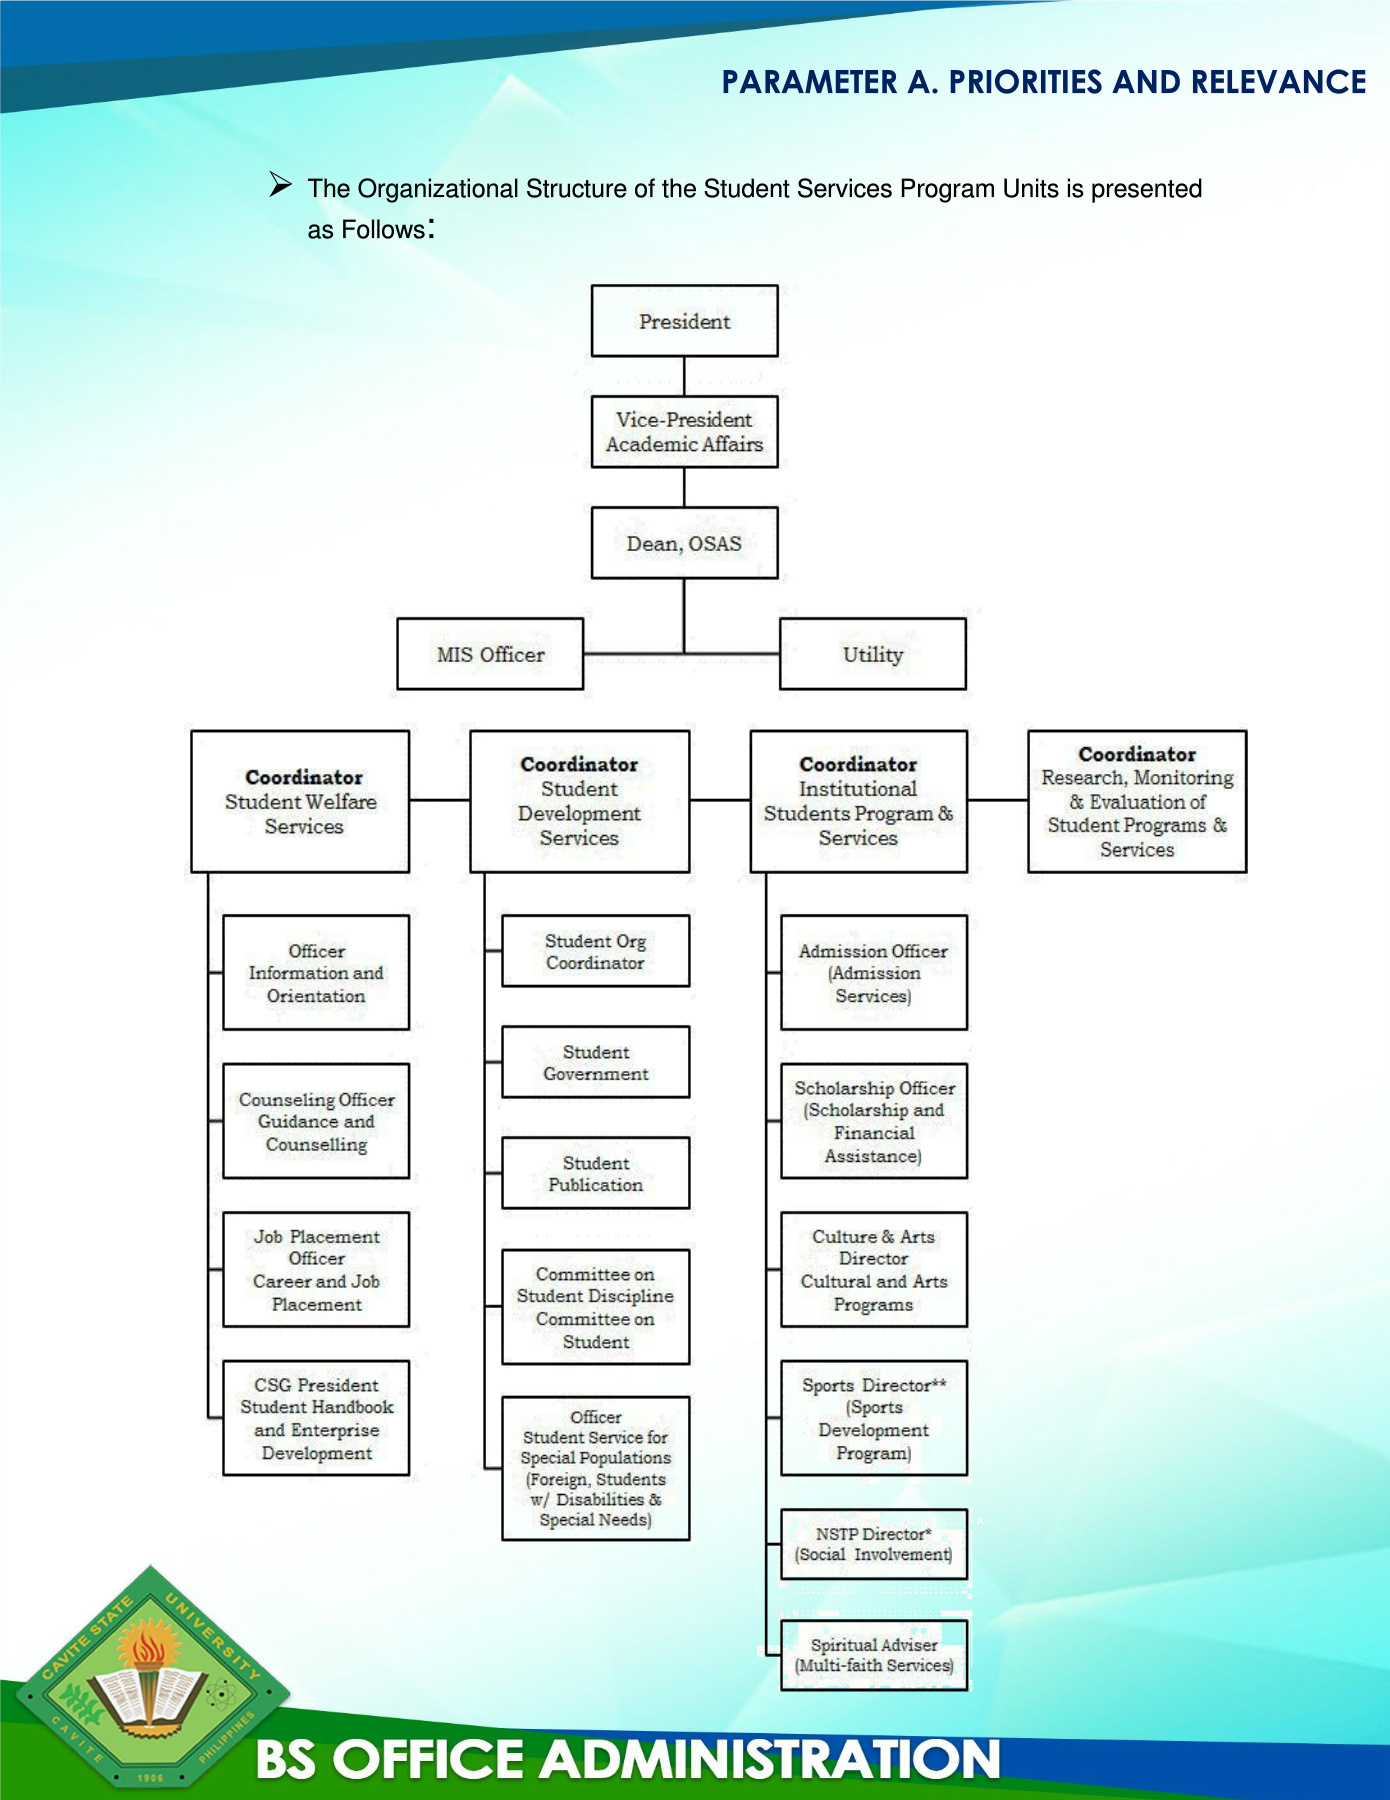 PARAMETER A. PRIORITIES AND RELEVANCE
➢ The Organizational Structure of the Student Services Program Units is presented
as Follows:
President
Vice-President
Academic Affairs
Dean, OSAS
MIS Officer
Utility
Coordinator
Student Welfare
Services
Coordinator
Student
Development
Services
Coordinator
Institutional
Students Program &
Services
Coordinator
Research, Monitoring
& Evaluation of
Student Programs &
Services
Officer
Information and
Orientation
Counseling Officer
Guidance and
Counselling
Job Placement
Officer
Career and Job
Placement
CSG President
Student Handbook
and Enterprise
Development
Student Org
Coordinator
Student
Government
Student
Publication
Committee on
Student Discipline
Committee on
Student
Officer
Student Service for
Special Populations
(Foreign, Students
w/ Disabilities &
Special Needs)
Admission Officer
(Admission
Services)
Scholarship Officer
(Scholarship and
Financial
Assistance)
Culture & Arts
Director
Cultural and Arts
Programs
Sports Director**
(Sports
Development
Program)
NSTP Director*
(Social Involvement)
Spiritual Adviser
(Multi-faith Services)
CAVITE STATE UNIVERSITY
CAVITE
1906
PHILIPPINES
BS OFFICE ADMINISTRATION